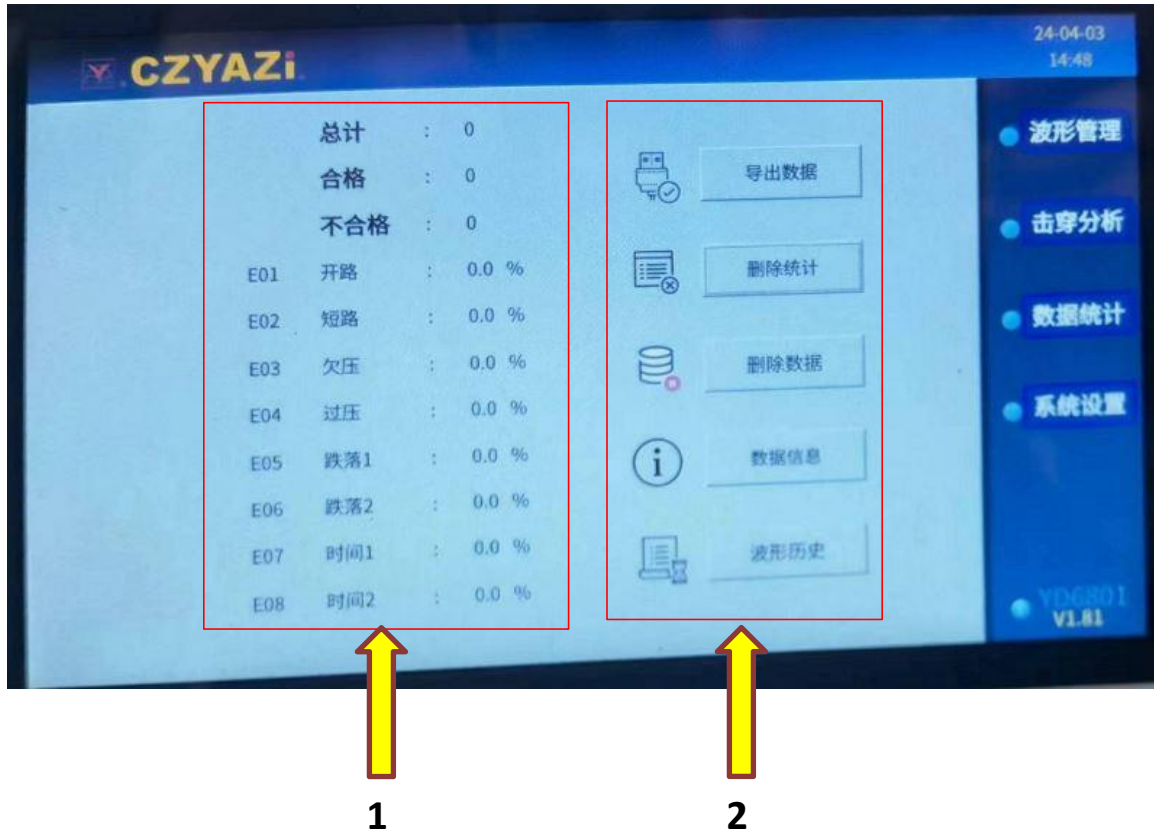 24-04-03
14:48
CZYAZi
总计 : 0
合格 : 0
不合格 : 0
E01 开路 : 0.0 %
E02 短路 : 0.0 %
E03 欠压 : 0.0 %
E04 过压 : 0.0 %
E05 跌落1 : 0.0 %
E06 跌落2 : 0.0 %
E07 时间1 : 0.0 %
E08 时间2 : 0.0 %
导出数据
删除统计
删除数据
数据信息
波形历史
波形管理
击穿分析
数据统计
系统设置
YD6801
V1.81
1
2